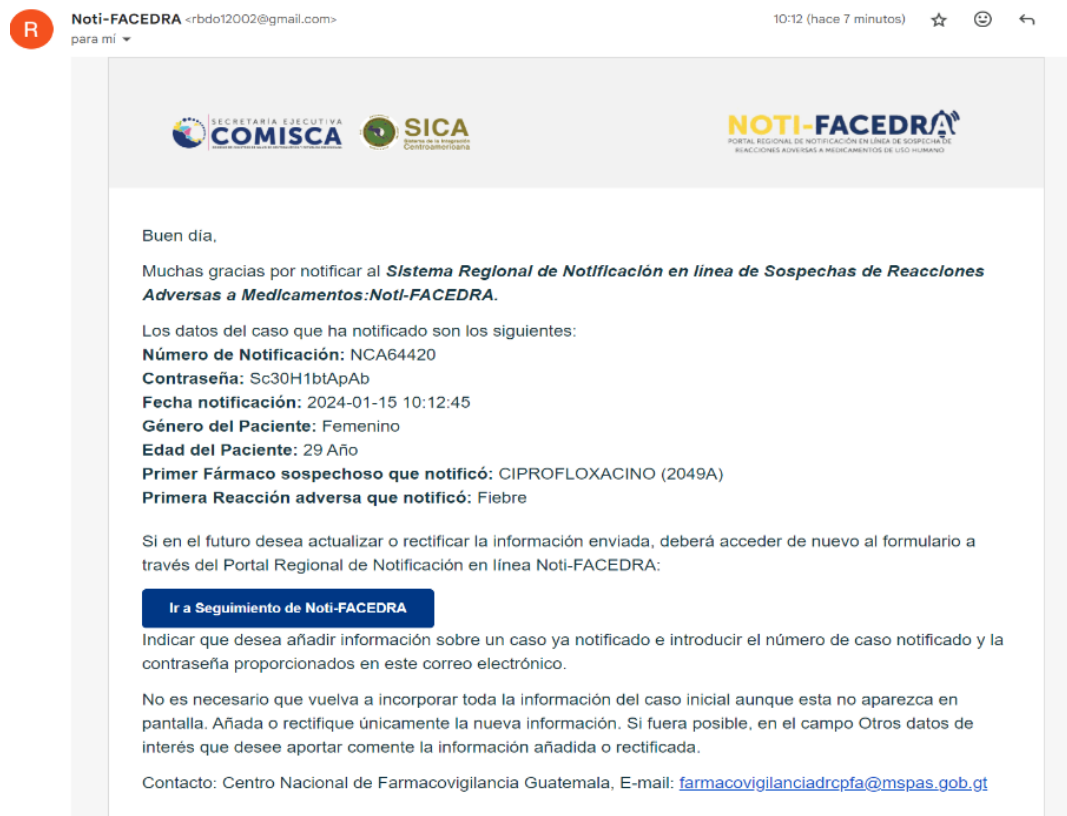 R
Noti-FACEDRA <rbdo12002@gmail.com>
10:12 (hace 7 minutos)
para mí
SECRETARÍA EJECUTIVA
COMISCA
SICA
Sistema de la Integración
Centroamericana
NOTI-FACEDRA
PORTAL REGIONAL DE NOTIFICACIÓN EN LÍNEA DE SOSPECHA DE
REACCIONES ADVERSAS A MEDICAMENTOS DE USO HUMANO
Buen día,
Muchas gracias por notificar al Sistema Regional de Notificación en línea de Sospechas de Reacciones
Adversas a Medicamentos:Noti-FACEDRA.
Los datos del caso que ha notificado son los siguientes:
Número de Notificación: NCA64420
Contraseña: Sc30H1btApAb
Fecha notificación: 2024-01-15 10:12:45
Género del Paciente: Femenino
Edad del Paciente: 29 Año
Primer Fármaco sospechoso que notificó: CIPROFLOXACINO (2049A)
Primera Reacción adversa que notificó: Fiebre
Si en el futuro desea actualizar o rectificar la información enviada, deberá acceder de nuevo al formulario a
través del Portal Regional de Notificación en línea Noti-FACEDRA:
Ir a Seguimiento de Noti-FACEDRA
Indicar que desea añadir información sobre un caso ya notificado e introducir el número de caso notificado y la
contraseña proporcionados en este correo electrónico.
No es necesario que vuelva a incorporar toda la información del caso inicial aunque esta no aparezca en
pantalla. Añada o rectifique únicamente la nueva información. Si fuera posible, en el campo Otros datos de
interés que desee aportar comente la información añadida o rectificada.
Contacto: Centro Nacional de Farmacovigilancia Guatemala, E-mail: farmacovigilanciadrcpfa@mspas.gob.gt